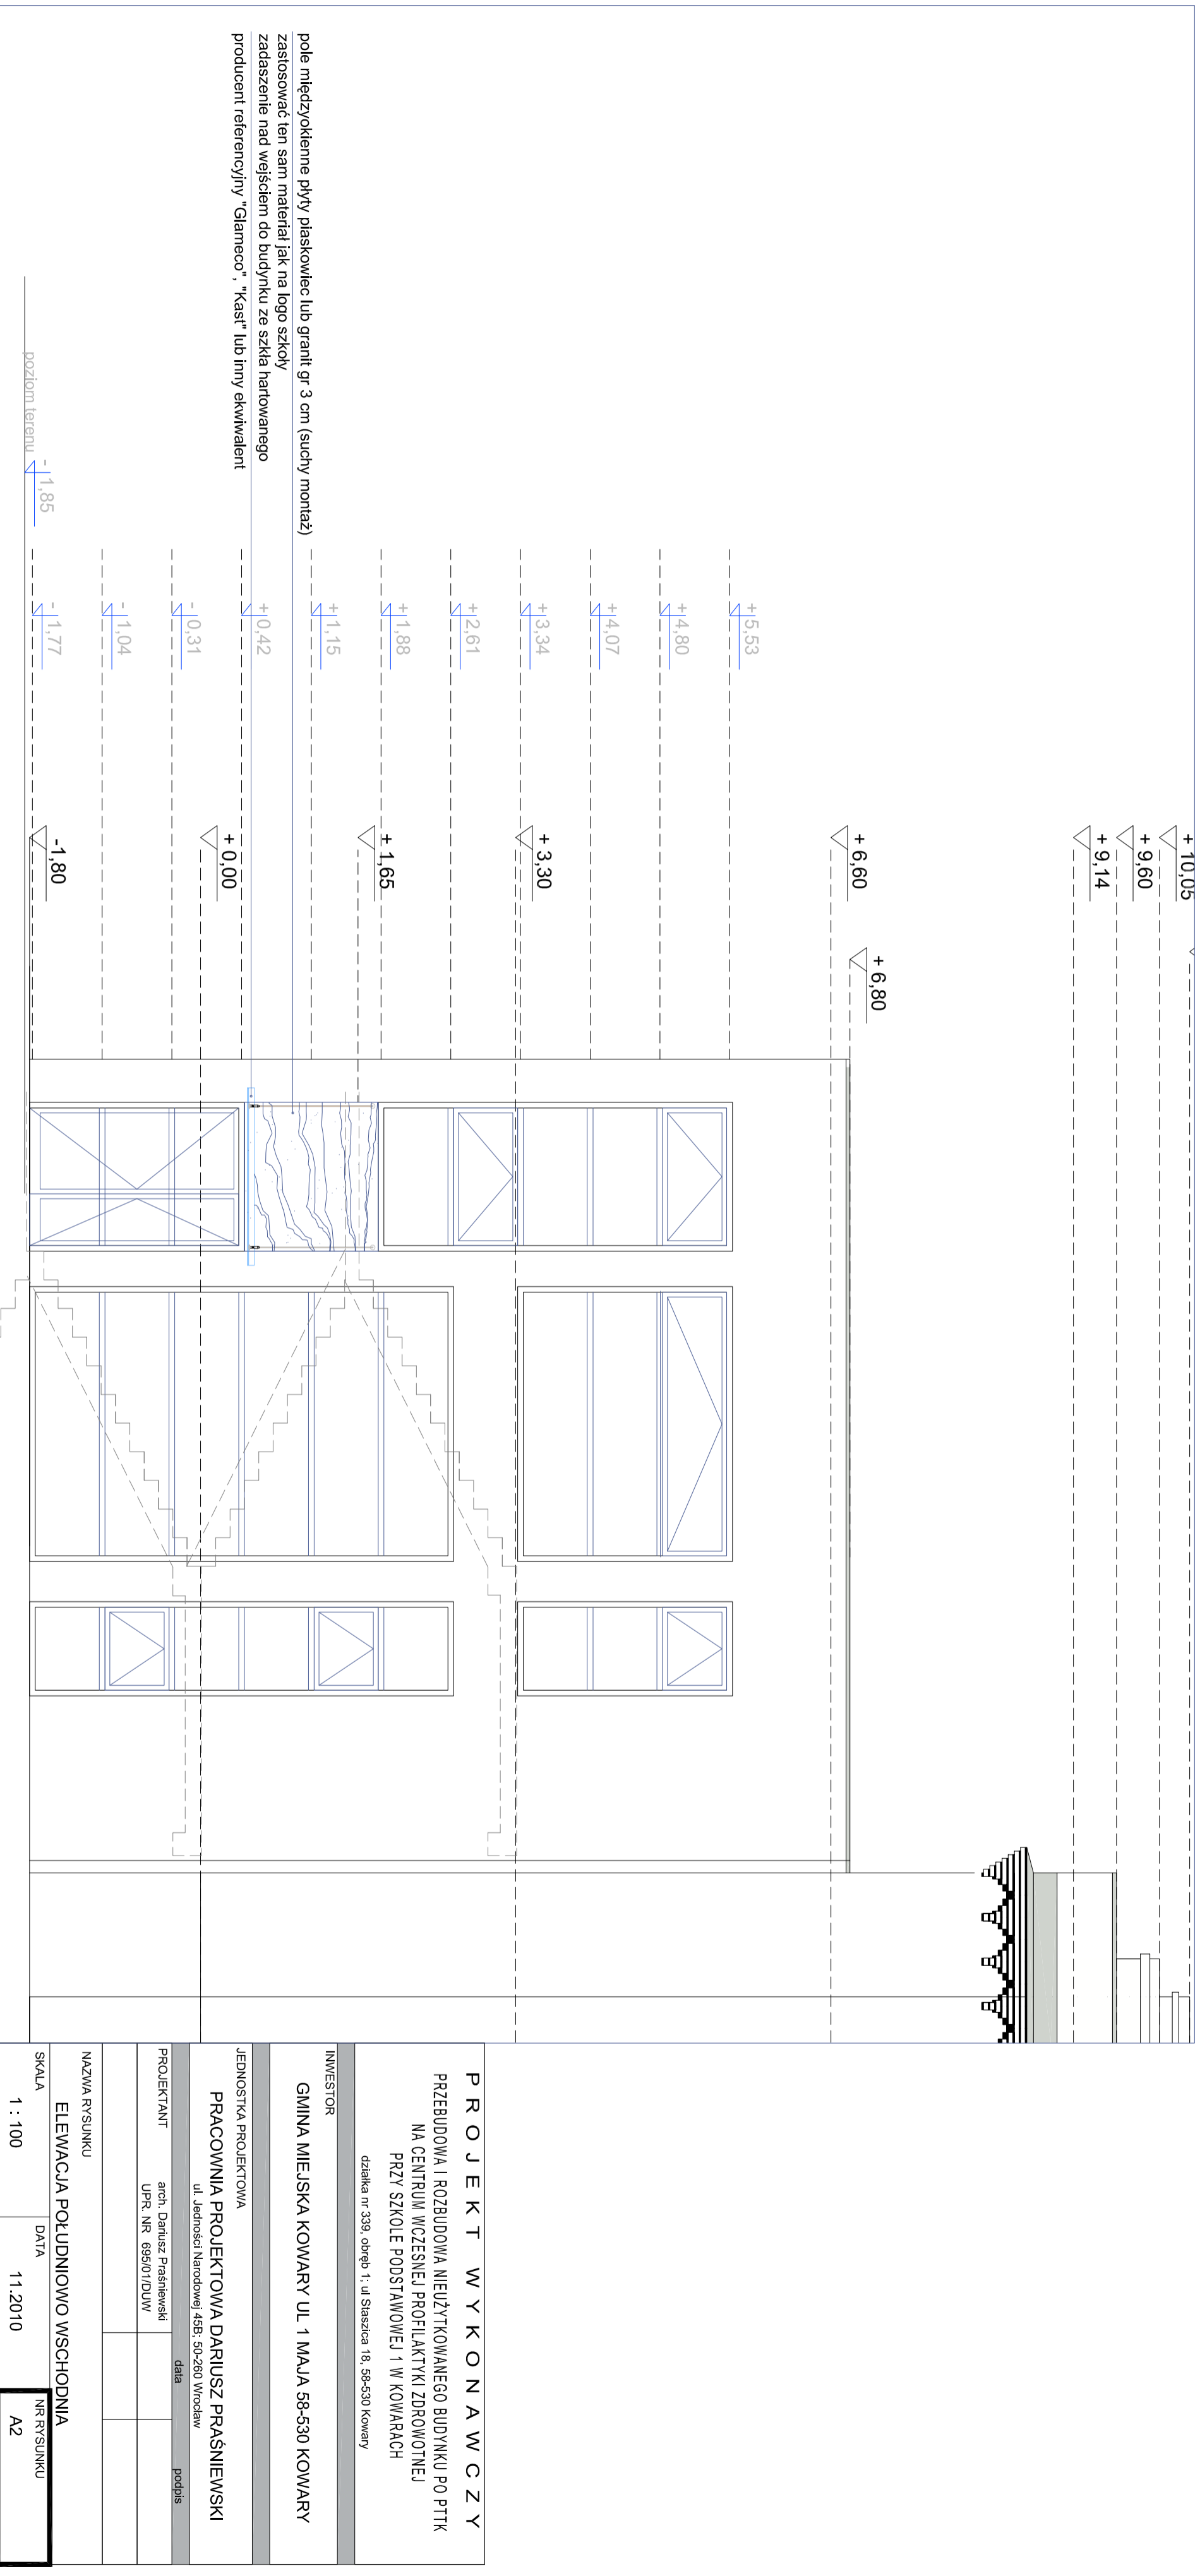 pole międzyokienne płyty piaskowiec lub granit gr 3 cm (suchy montaż)
zastosować ten sam materiał jak na logo szkoły
zadaszenie nad wejściem do budynku ze szkła hartowanego
producent referencyjny "Glameco", "Kast" lub inny ekwiwalent
poziom terenu
- 1,85
+ 5,53
+ 4,80
+ 4,07
+ 3,34
+ 2,61
+ 1,88
+ 1,15
+ 0,42
- 0,31
- 1,04
- 1,77
+ 10,05
+ 9,60
+ 9,14
+ 6,80
+ 6,60
+ 3,30
+ 1,65
+ 0,00
-1,80
PROJEKT WYKONAWCZY
PRZEBUDOWA I ROZBUDOWA NIEUŻYTKOWANEGO BUDYNKU PO PTTK
NA CENTRUM WCZESNEJ PROFILAKTYKI ZDROWOTNEJ
PRZY SZKOLE PODSTAWOWEJ 1 W KOWARACH
działka nr 339, obręb 1; ul Staszica 18, 58-530 Kowary
INWESTOR
GMINA MIEJSKA KOWARY UL 1 MAJA 58-530 KOWARY
JEDNOSTKA PROJEKTOWA
PRACOWNIA PROJEKTOWA DARIUSZ PRAŚNIEWSKI
ul. Jedności Narodowej 45B; 50-260 Wrocław
data podpis
PROJEKTANT arch. Dariusz Praśniewski
UPR. NR 695/01/DUW
NAZWA RYSUNKU
ELEWACJA POŁUDNIOWO WSCHODNIA
SKALA DATA NR RYSUNKU
1 : 100 11.2010 A2